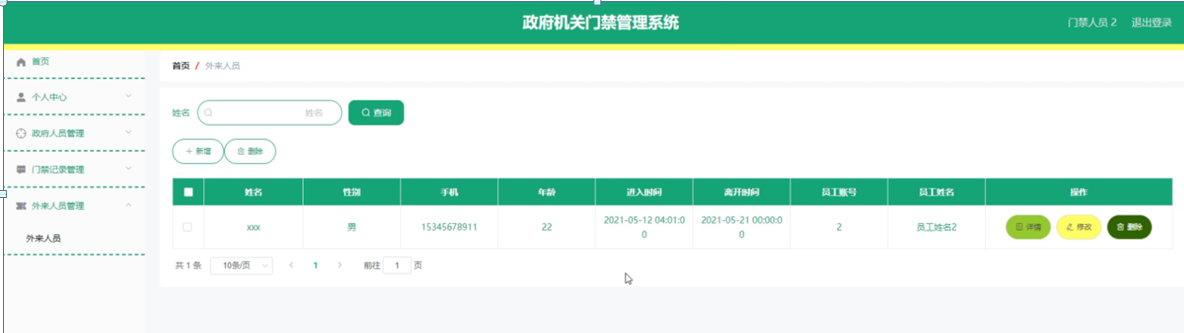 政府机关门禁管理系统
门禁人员 2 退出登录
首页
个人中心
政府人员管理
门禁记录管理
外来人员管理
外来人员
首页 / 外来人员
姓名 姓名 查询
+ 新增 删除
姓名 性别 手机 年龄 进入时间 离开时间 员工账号 员工姓名 操作
xxx 男 15345678911 22 2021-05-12 04:01:00 2021-05-21 00:00:00 2 员工姓名2 详情 修改 删除
共 1 条 10条/页 < 1 > 前往 1 页